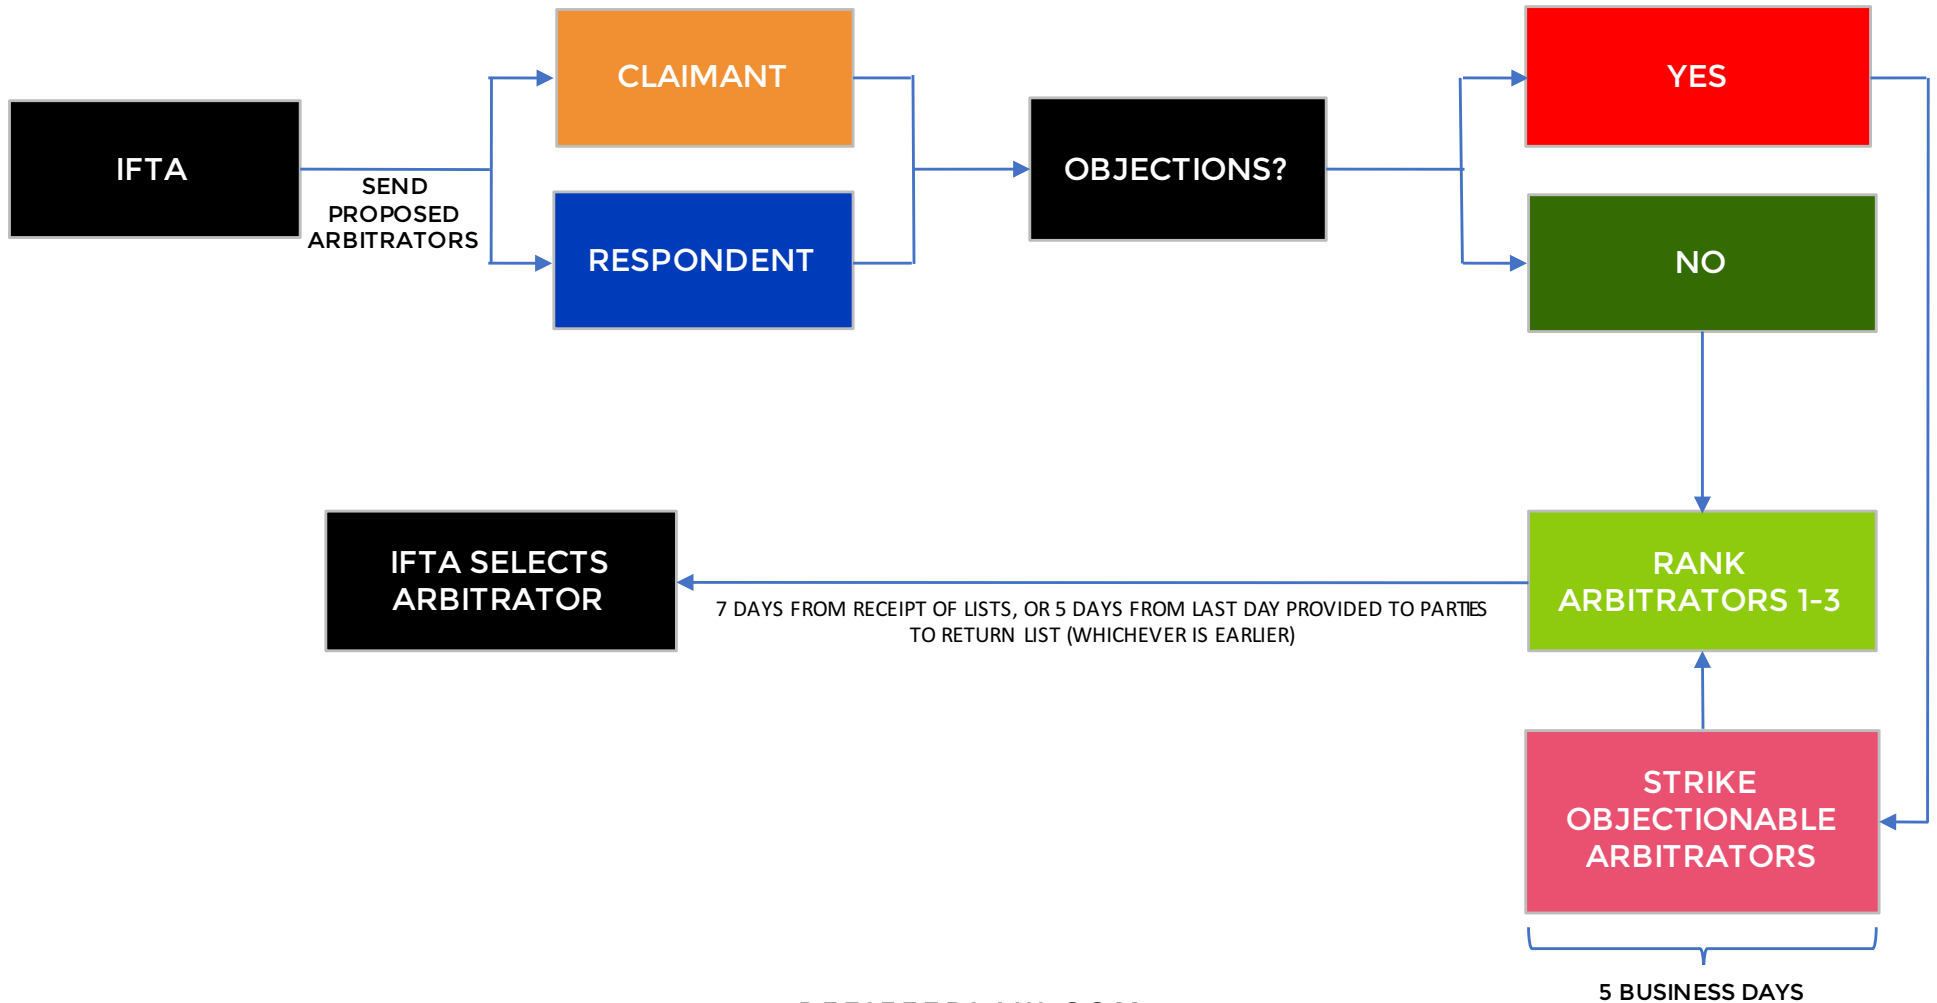 IFTA
SEND
PROPOSED
ARBITRATORS
CLAIMANT
RESPONDENT
OBJECTIONS?
YES
NO
RANK
ARBITRATORS 1-3
IFTA SELECTS
ARBITRATOR
7 DAYS FROM RECEIPT OF LISTS, OR 5 DAYS FROM LAST DAY PROVIDED TO PARTIES
TO RETURN LIST (WHICHEVER IS EARLIER)
STRIKE
OBJECTIONABLE
ARBITRATORS
5 BUSINESS DAYS